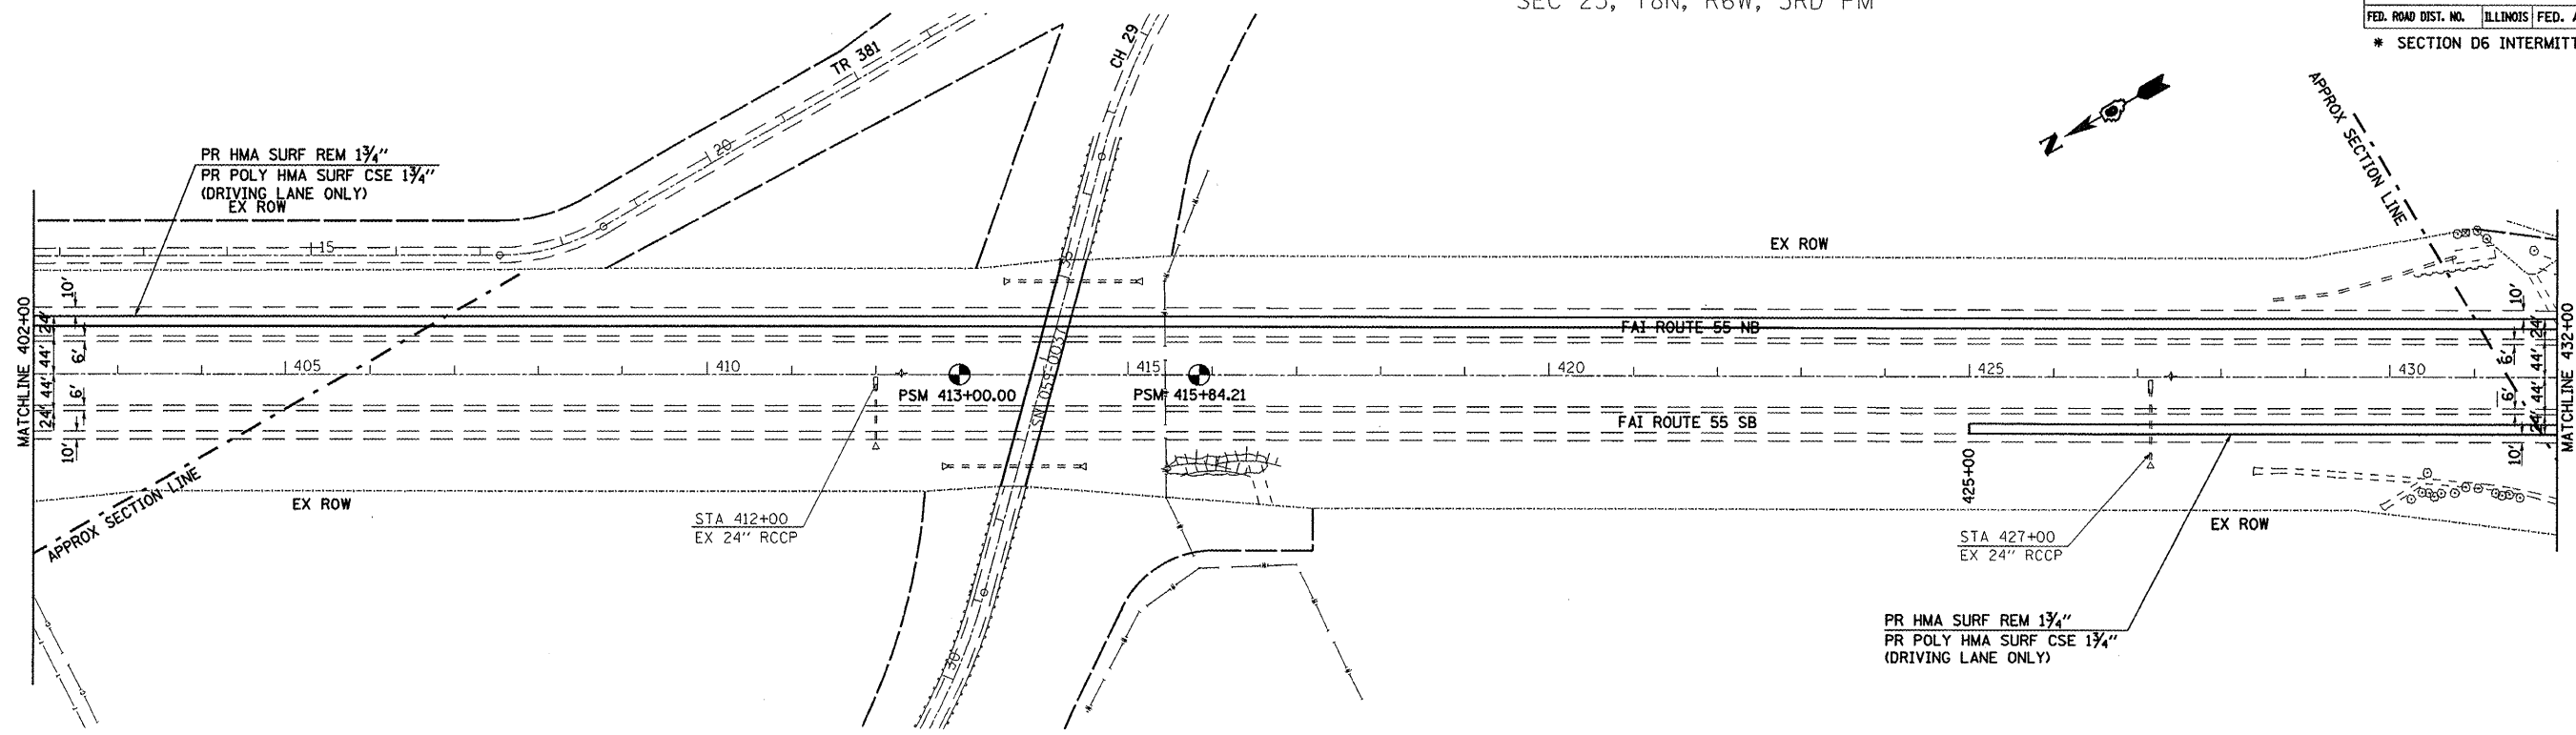 SEC 25, T8N, R6W, 3RD PM
FED. ROAD DIST. NO. ILLINOIS FED. A
* SECTION D6 INTERMITT
TR 381
CH 29
APPROX SECTION LINE
N
PR HMA SURF REM 1¾"
PR POLY HMA SURF CSE 1¾"
(DRIVING LANE ONLY)
EX ROW
20
15
35
EX ROW
MATCHLINE 402+00
10'
24'
44'
6'
44'
6'
24'
10'
FAI ROUTE 55 NB
405
410
415
420
425
430
PSM 413+00.00
PSM 415+84.21
FAI ROUTE 55 SB
10'
24'
6'
44'
44'
6'
24'
10'
MATCHLINE 432+00
425+00
APPROX SECTION LINE
EX ROW
STA 412+00
EX 24" RCCP
STA 427+00
EX 24" RCCP
EX ROW
30
PR HMA SURF REM 1¾"
PR POLY HMA SURF CSE 1¾"
(DRIVING LANE ONLY)